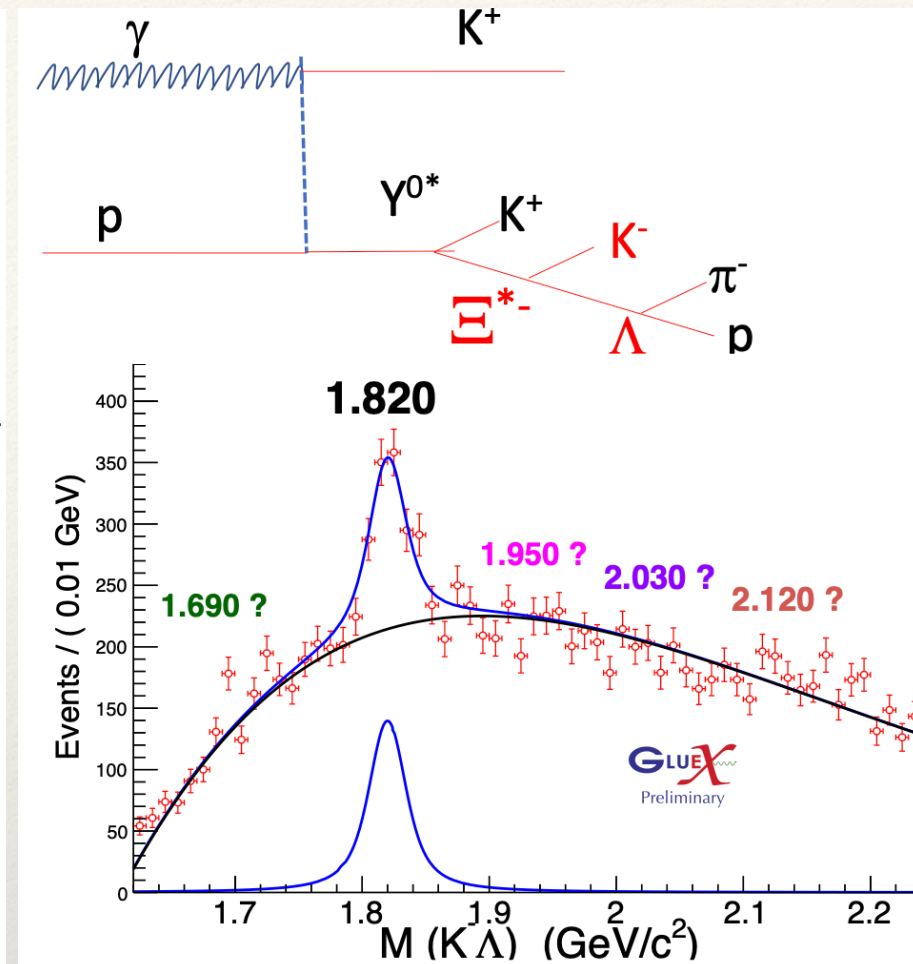 γ
K⁺
p
Y⁰*
K⁺
K⁻
π⁻
Ξ*⁻
Λ
p
1.820
1.690 ?
1.950 ?
2.030 ?
2.120 ?
Events / ( 0.01 GeV)
400
350
300
250
200
150
100
50
0
GLUEX
Preliminary
1.7
1.8
1.9
2
2.1
2.2
M (K⁻Λ) (GeV/c²)